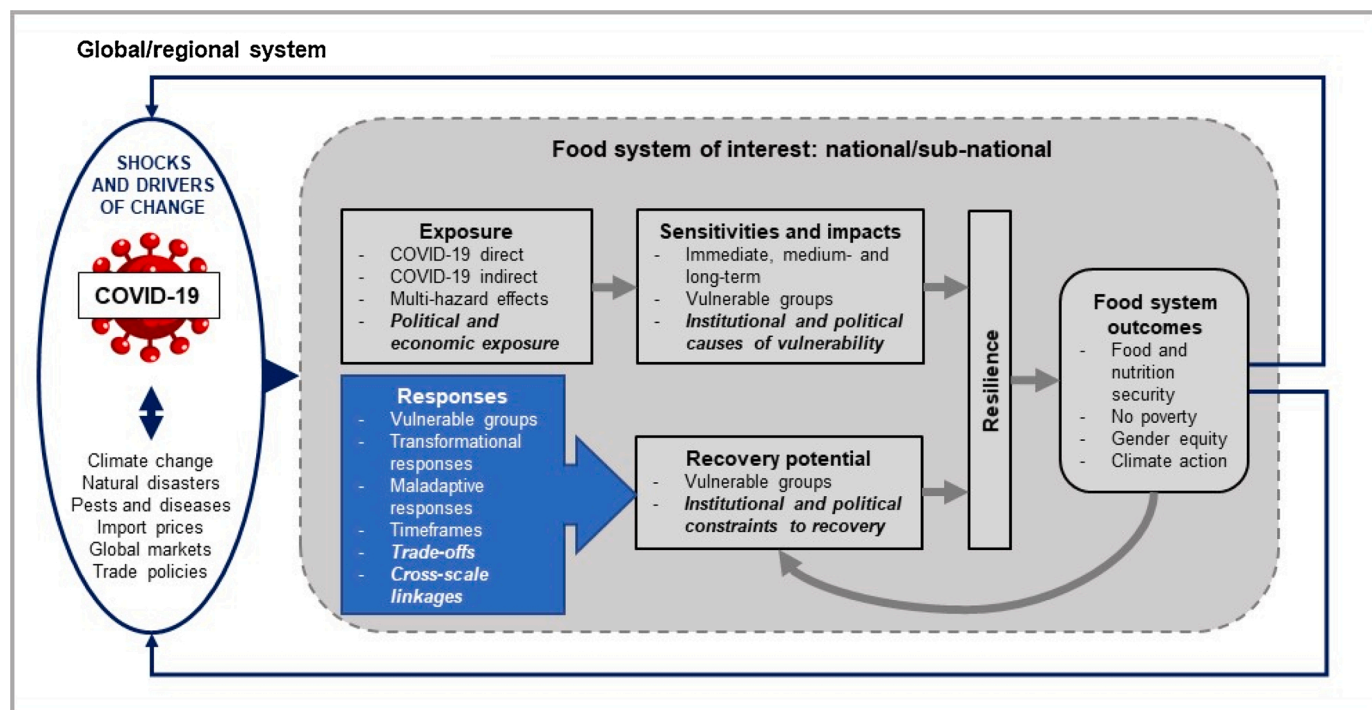 Global/regional system
SHOCKS
AND DRIVERS
OF CHANGE
COVID-19
Climate change
Natural disasters
Pests and diseases
Import prices
Global markets
Trade policies
Food system of interest: national/sub-national
Exposure
- COVID-19 direct
- COVID-19 indirect
- Multi-hazard effects
- Political and
economic exposure
Sensitivities and impacts
- Immediate, medium- and
long-term
- Vulnerable groups
- Institutional and political
causes of vulnerability
Responses
- Vulnerable groups
- Transformational
responses
- Maladaptive
responses
- Timeframes
- Trade-offs
- Cross-scale
linkages
Recovery potential
- Vulnerable groups
- Institutional and political
constraints to recovery
Resilience
Food system
outcomes
- Food and
nutrition
security
- No poverty
- Gender equity
- Climate action